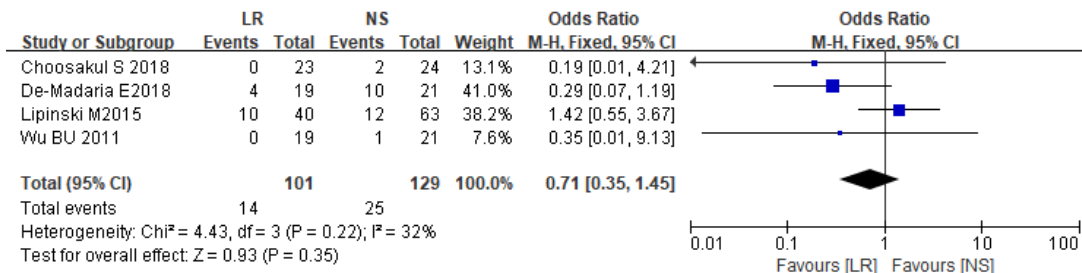 LR NS Odds Ratio Odds Ratio
Study or Subgroup Events Total Events Total Weight M-H, Fixed, 95% CI M-H, Fixed, 95% CI
Choosakul S 2018 0 23 2 24 13.1% 0.19 [0.01, 4.21]
De-Madaria E2018 4 19 10 21 41.0% 0.29 [0.07, 1.19]
Lipinski M2015 10 40 12 63 38.2% 1.42 [0.55, 3.67]
Wu BU 2011 0 19 1 21 7.6% 0.35 [0.01, 9.13]
Total (95% CI) 101 129 100.0% 0.71 [0.35, 1.45]
Total events 14 25
Heterogeneity: Chi² = 4.43, df = 3 (P = 0.22); I² = 32%
Test for overall effect: Z = 0.93 (P = 0.35)
0.01 0.1 1 10 100
Favours [LR] Favours [NS]